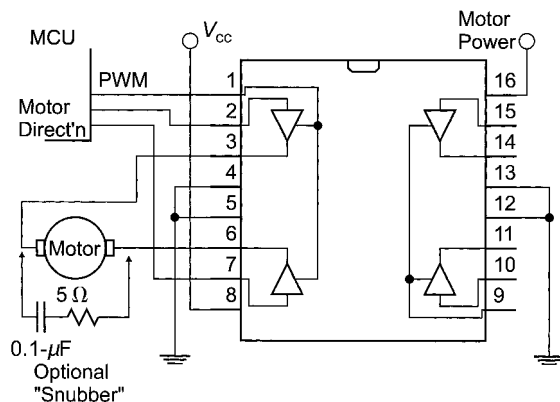 MCU
V_CC
Motor
Power
PWM
Motor
Direct'n
1
2
3
4
5
6
7
8
16
15
14
13
12
11
10
9
Motor
5 Ω
0.1-μF
Optional
"Snubber"